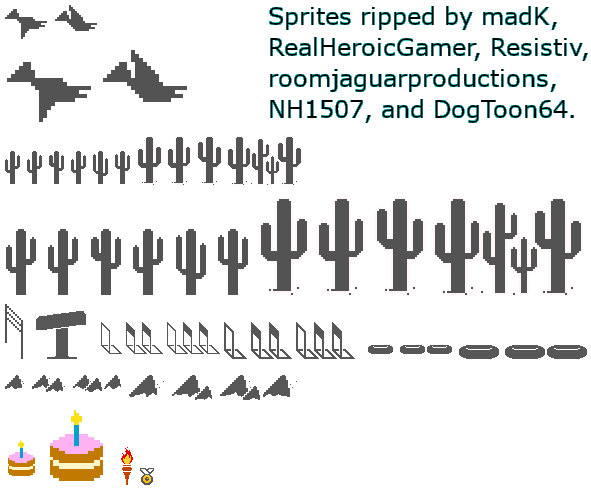 Sprites ripped by madK,
RealHeroicGamer, Resistiv,
roomjaguarproductions,
NH1507, and DogToon64.